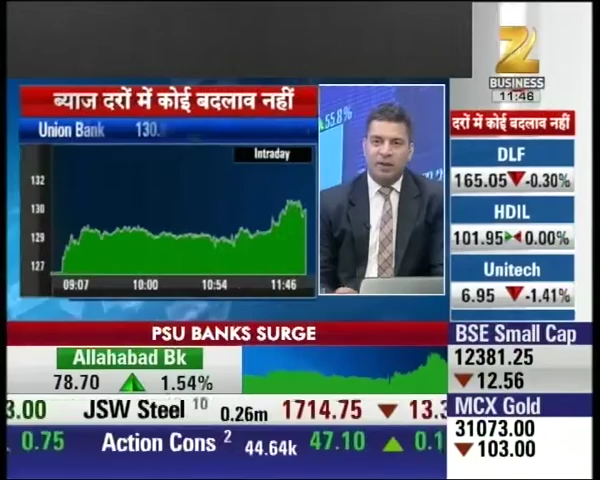 Z
BUSINESS
11:46
ब्याज दरों में कोई बदलाव नहीं
Union Bank 130.
Intraday
132
130
129
127
09:07 10:00 10:54 11:46
55.8%
दरों में कोई बदलाव नहीं
DLF
165.05 -0.30%
HDIL
101.95 0.00%
Unitech
6.95 -1.41%
PSU BANKS SURGE
Allahabad Bk
78.70 1.54%
BSE Small Cap
12381.25
12.56
MCX Gold
31073.00
103.00
3.00 JSW Steel 10 0.26m 1714.75 13.3
0.75 Action Cons 2 44.64k 47.10 0.1